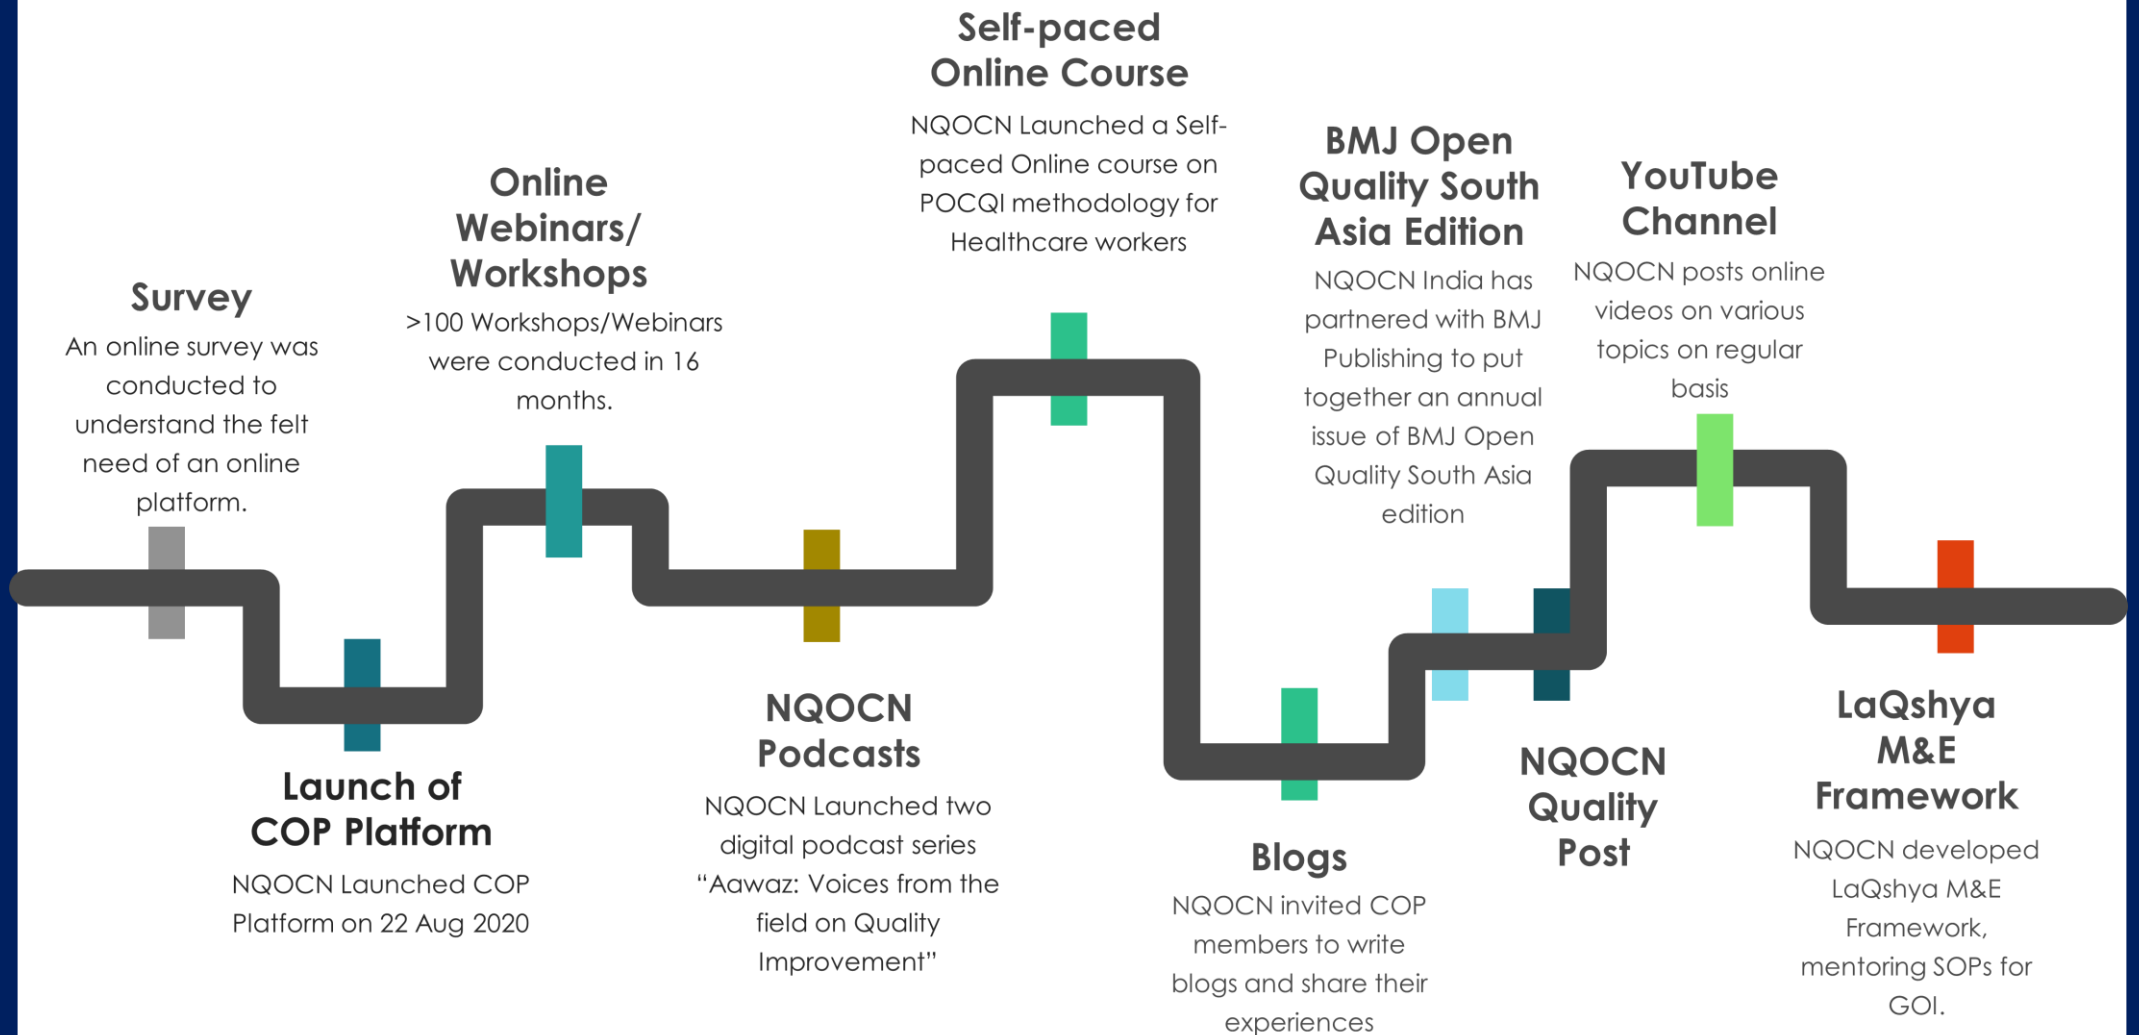 Survey
An online survey was
conducted to
understand the felt
need of an online
platform.
Launch of
COP Platform
NQOCN Launched COP
Platform on 22 Aug 2020
Online
Webinars/
Workshops
>100 Workshops/Webinars
were conducted in 16
months.
NQOCN
Podcasts
NQOCN Launched two
digital podcast series
“Aawaz: Voices from the
field on Quality
Improvement”
Self-paced
Online Course
NQOCN Launched a Self-
paced Online course on
POCQI methodology for
Healthcare workers
Blogs
NQOCN invited COP
members to write
blogs and share their
experiences
BMJ Open
Quality South
Asia Edition
NQOCN India has
partnered with BMJ
Publishing to put
together an annual
issue of BMJ Open
Quality South Asia
edition
NQOCN
Quality
Post
YouTube
Channel
NQOCN posts online
videos on various
topics on regular
basis
LaQshya
M&E
Framework
NQOCN developed
LaQshya M&E
Framework,
mentoring SOPs for
GOI.